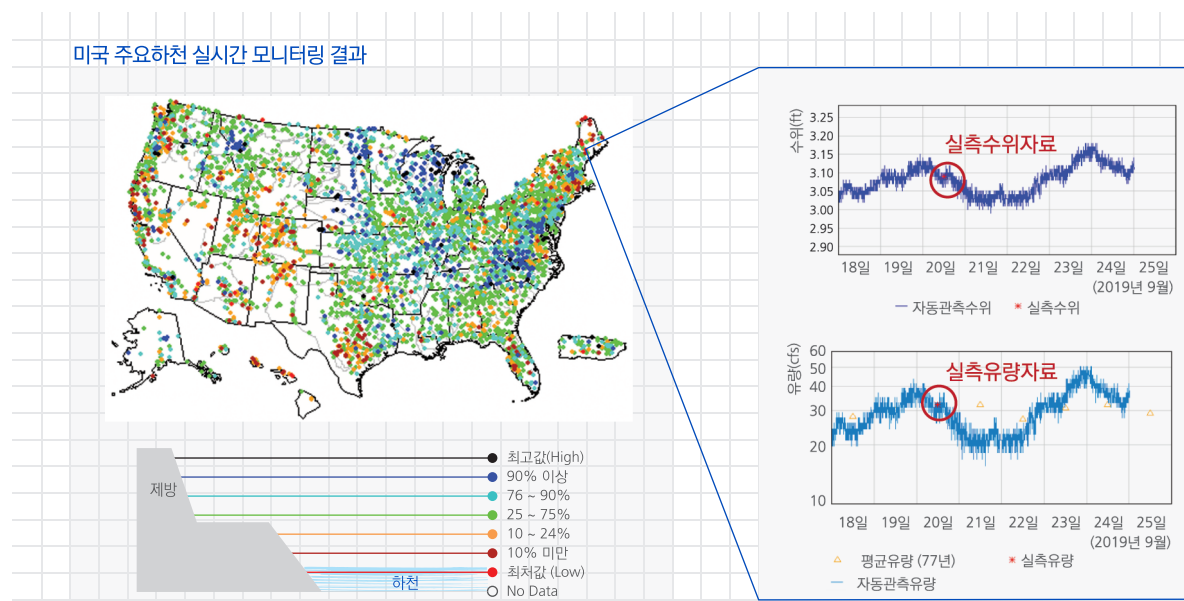 미국 주요하천 실시간 모니터링 결과
제방
하천
최고값(High)
90% 이상
76 ~ 90%
25 ~ 75%
10 ~ 24%
10% 미만
최처값 (Low)
No Data
수위(ft)
3.25
3.20
3.15
3.10
3.05
3.00
2.95
2.90
실측수위자료
18일 19일 20일 21일 22일 23일 24일 25일
(2019년 9월)
자동관측수위 실측수위
유량(cfs)
60
50
40
30
20
10
실측유량자료
18일 19일 20일 21일 22일 23일 24일 25일
(2019년 9월)
평균유량 (77년) 실측유량
자동관측유량